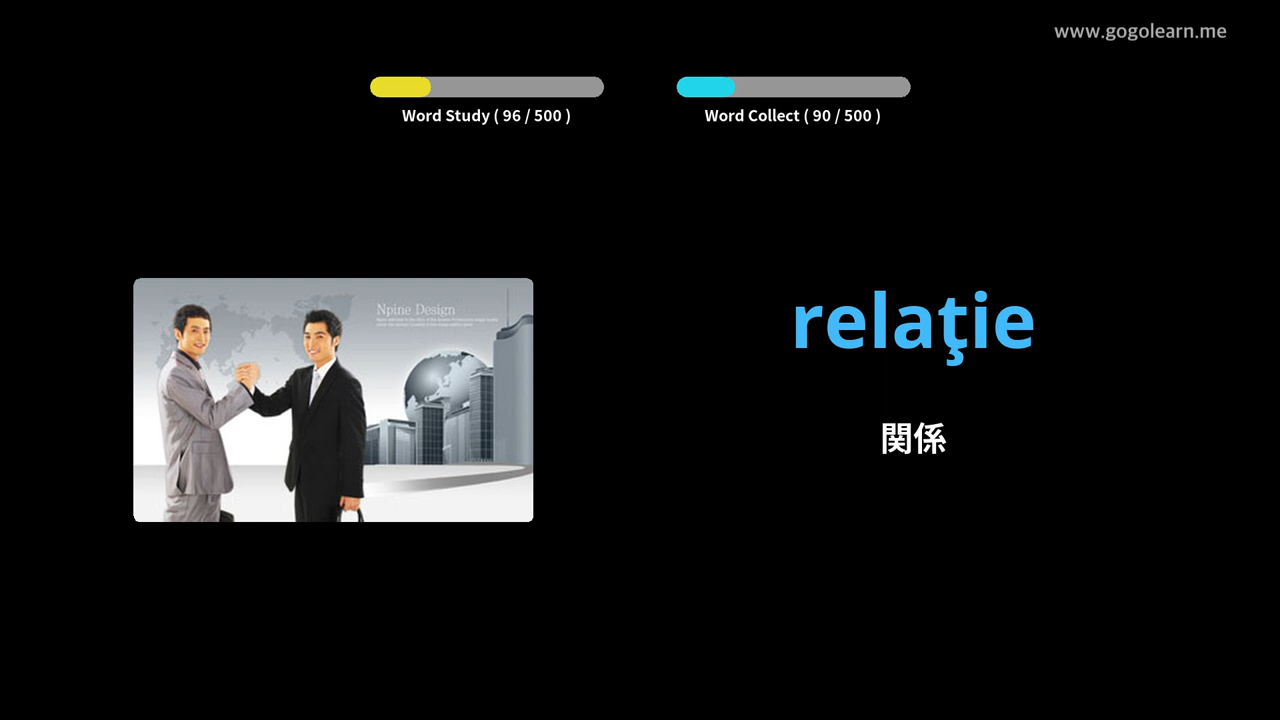 www.gogolearn.me
Word Study ( 96 / 500 )
Word Collect ( 90 / 500 )
Npine Design
relaţie
関係